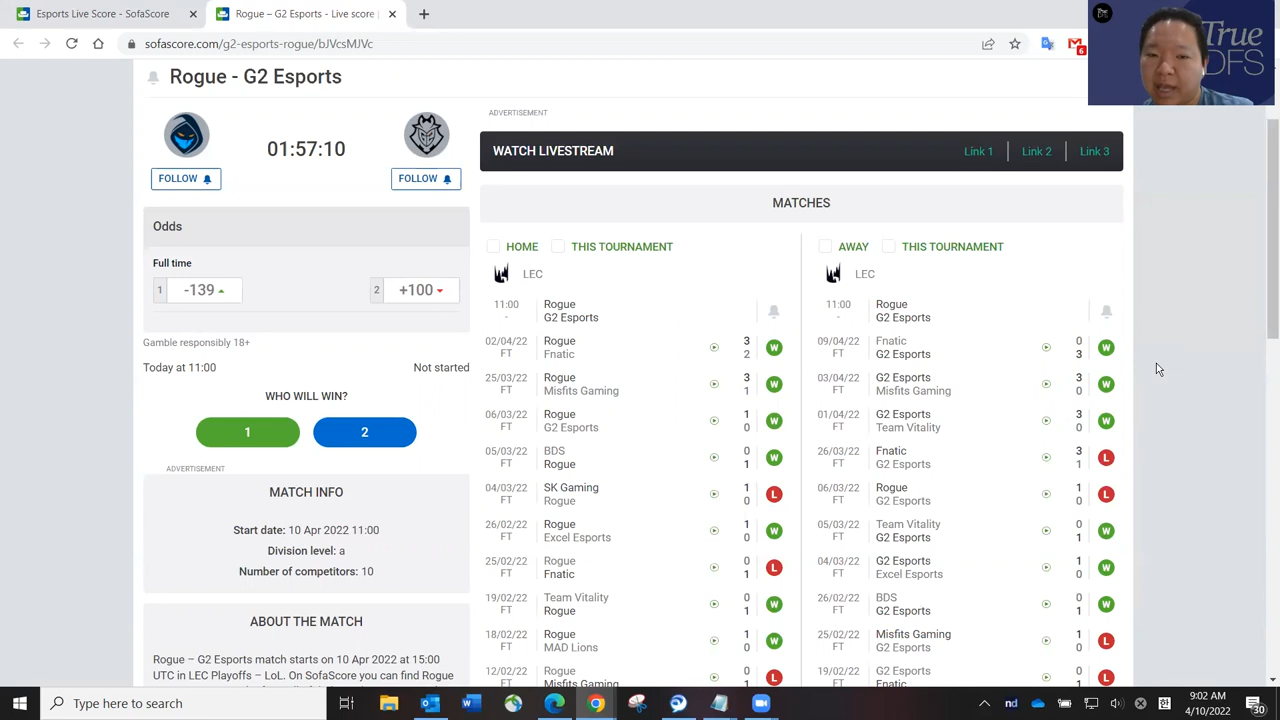 Esports Live Score - SofaScore
Rogue – G2 Esports - Live score
sofascore.com/g2-esports-rogue/bJVcsMJVc
6
True
DFS
Rogue - G2 Esports
01:57:10
FOLLOW
FOLLOW
Odds
Full time
1 -139
2 +100
Gamble responsibly 18+
Today at 11:00 Not started
WHO WILL WIN?
1 2
ADVERTISEMENT
MATCH INFO
Start date: 10 Apr 2022 11:00
Division level: a
Number of competitors: 10
ABOUT THE MATCH
Rogue – G2 Esports match starts on 10 Apr 2022 at 15:00
UTC in LEC Playoffs – LoL. On SofaScore you can find Rogue
ADVERTISEMENT
WATCH LIVESTREAM Link 1 Link 2 Link 3
MATCHES
HOME THIS TOURNAMENT
LEC
11:00 Rogue
- G2 Esports
02/04/22 Rogue 3
FT Fnatic 2 W
25/03/22 Rogue 3
FT Misfits Gaming 1 W
06/03/22 Rogue 1
FT G2 Esports 0 W
05/03/22 BDS 0
FT Rogue 1 W
04/03/22 SK Gaming 1
FT Rogue 0 L
26/02/22 Rogue 1
FT Excel Esports 0 W
25/02/22 Rogue 0
FT Fnatic 1 L
19/02/22 Team Vitality 0
FT Rogue 1 W
18/02/22 Rogue 1
FT MAD Lions 0 W
12/02/22 Rogue 0
FT Misfits Gaming 1 L
AWAY THIS TOURNAMENT
LEC
11:00 Rogue
- G2 Esports
09/04/22 Fnatic 0
FT G2 Esports 3 W
03/04/22 G2 Esports 3
FT Misfits Gaming 0 W
01/04/22 G2 Esports 3
FT Team Vitality 0 W
26/03/22 Fnatic 3
FT G2 Esports 1 L
06/03/22 Rogue 1
FT G2 Esports 0 L
05/03/22 Team Vitality 0
FT G2 Esports 1 W
04/03/22 G2 Esports 1
FT Excel Esports 0 W
26/02/22 BDS 0
FT G2 Esports 1 W
25/02/22 Misfits Gaming 1
FT G2 Esports 0 L
19/02/22 G2 Esports 0
FT Fnatic 1 L
Type here to search
nd
9:02 AM
4/10/2022
30